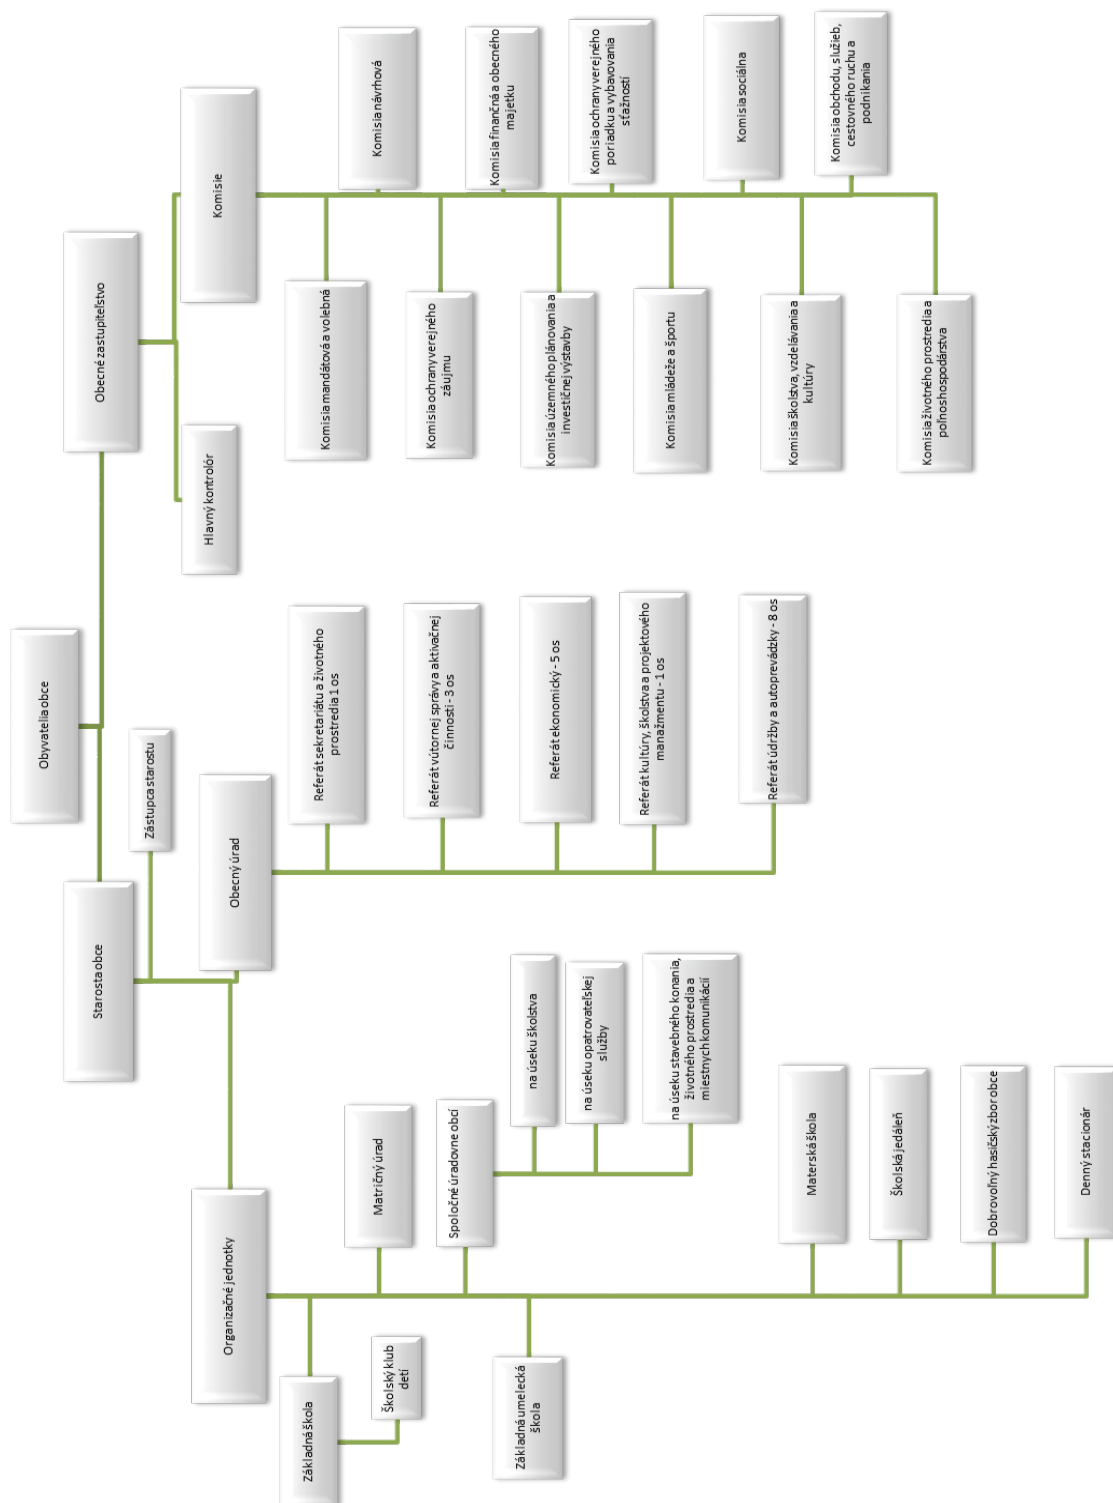 Obyvatelia obce
Starosta obce
Obecné zastupiteľstvo
Zástupca starostu
Organizačné jednotky
Obecný úrad
Hlavný kontrolór
Komisie
Základná škola
Školský klub
detí
Matričný úrad
Spoločné úradovne obcí
na úseku školstva
na úseku opatrovateľskej
služby
na úseku stavebného konania,
životného prostredia a
miestnych komunikácií
Základná umelecká
škola
Materská škola
Školská jedáleň
Dobrovoľný hasičský zbor obce
Denný stacionár
Referát sekretariátu a životného
prostredia 1 os
Referát vútornej správy a aktivačnej
činnosti - 3 os
Referát ekonomický - 5 os
Referát kultúry, školstva a projektového
manažmentu - 1 os
Referát údržby a autoprevádzky - 8 os
Komisia mandátová a volebná
Komisia návrhová
Komisia ochrany verejného
záujmu
Komisia finančná a obecného
majetku
Komisia územného plánovania a
investičnej výstavby
Komisia ochrany verejného
poriadku a vybavovania
sťažností
Komisia mládeže a športu
Komisia sociálna
Komisia školstva, vzdelávania a
kultúry
Komisia obchodu, služieb,
cestovného ruchu a
podnikania
Komisia životného prostredia a
poľnohospodárstva